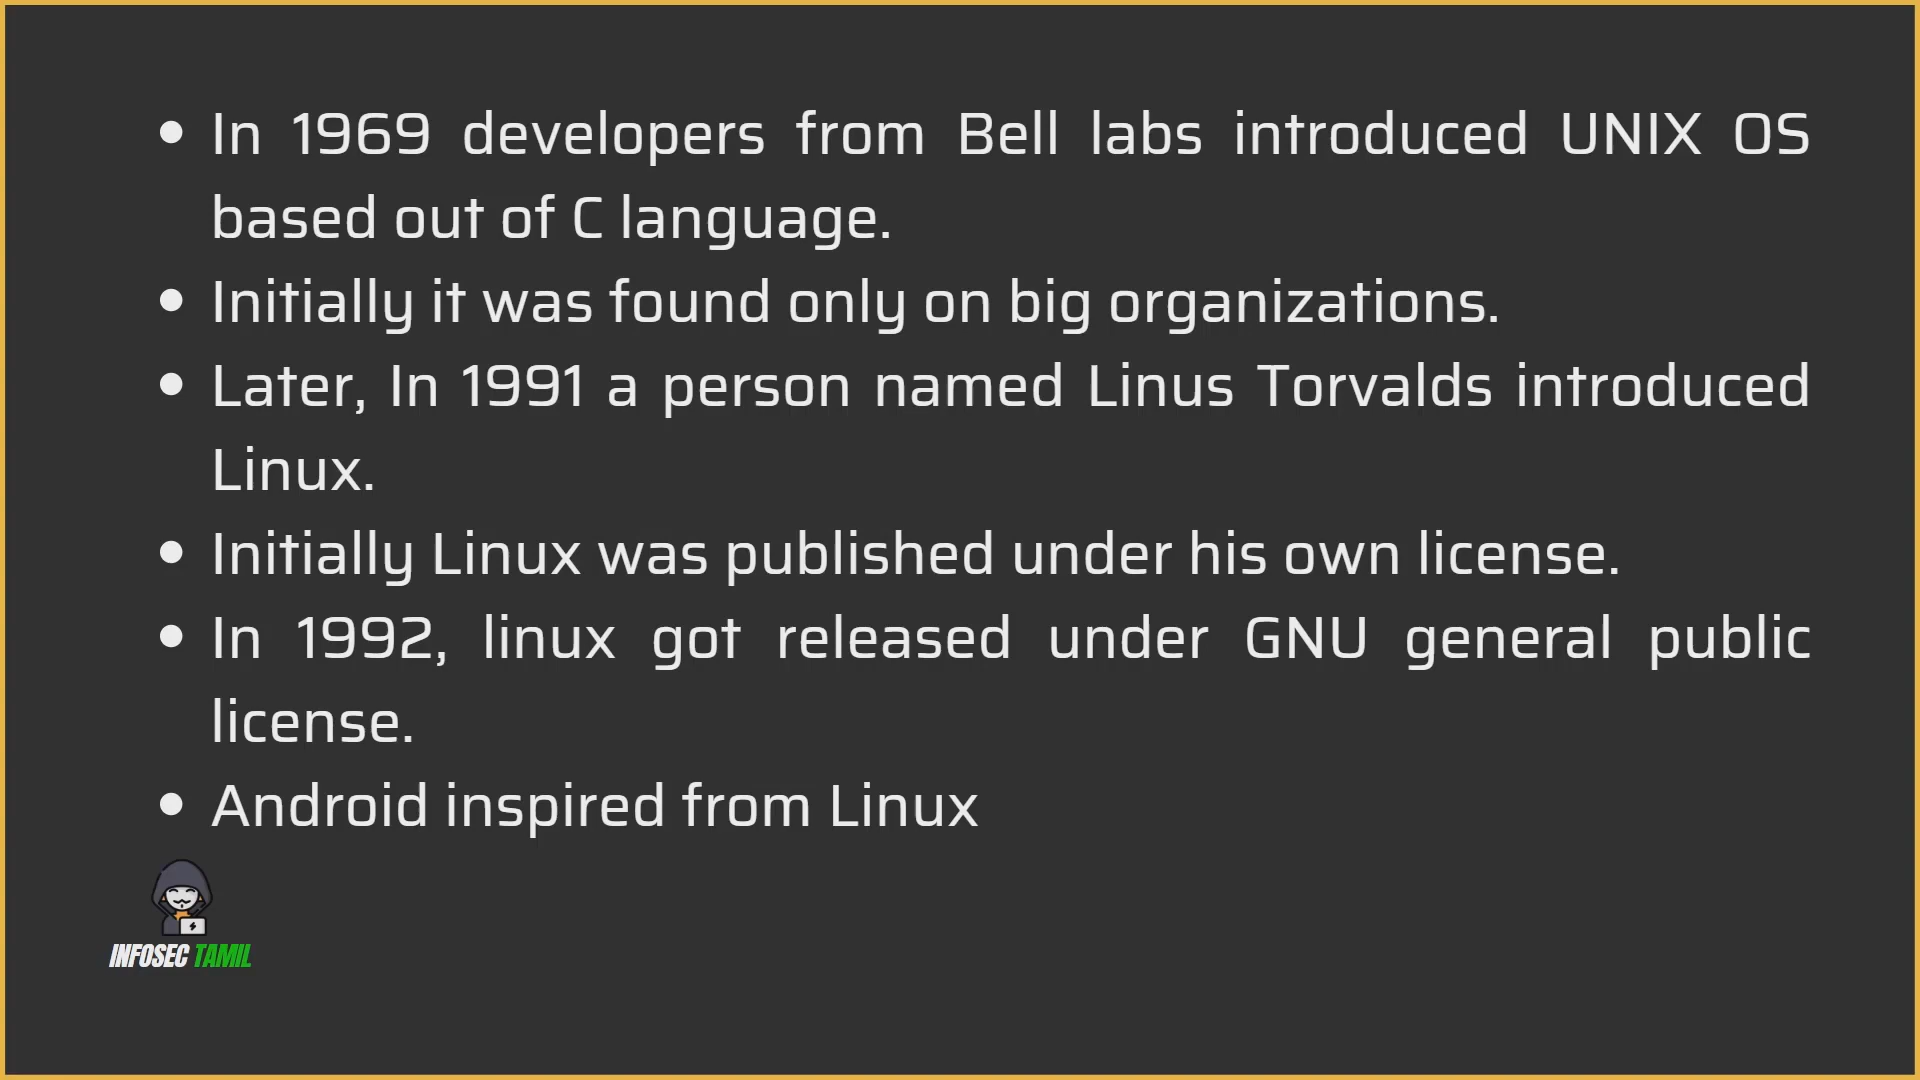 In 1969 developers from Bell labs introduced UNIX OS
based out of C language.
Initially it was found only on big organizations.
Later, In 1991 a person named Linus Torvalds introduced
Linux.
Initially Linux was published under his own license.
In 1992, linux got released under GNU general public
license.
Android inspired from Linux
INFOSEC TAMIL